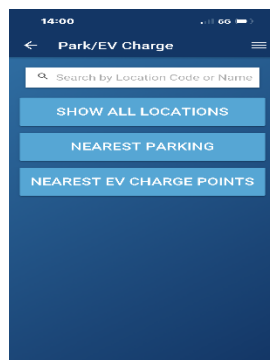 14:00
Park/EV Charge
Search by Location Code or Name
SHOW ALL LOCATIONS
NEAREST PARKING
NEAREST EV CHARGE POINTS